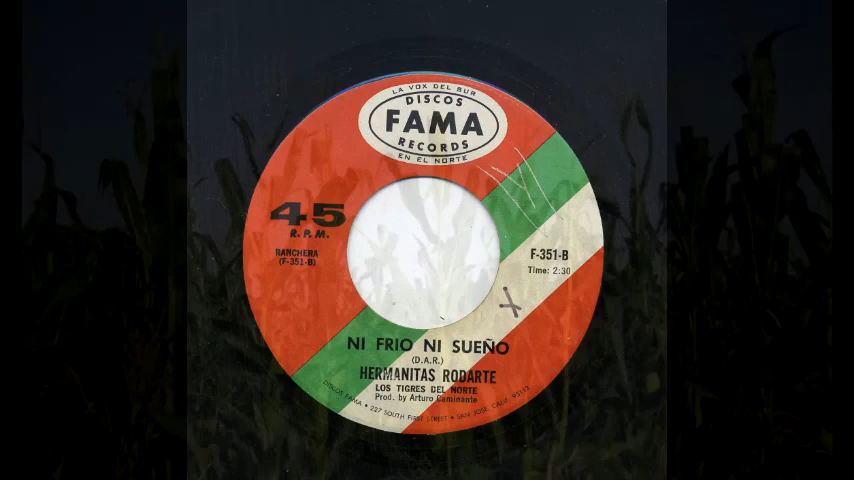 LA VOX DEL SUR
DISCOS
FAMA
RECORDS
EN EL NORTE
45
R.P.M.
RANCHERA
(F-351-B)
F-351-B
Time: 2:30
X
NI FRIO NI SUEÑO
(D.A.R.)
HERMANITAS RODARTE
LOS TIGRES DEL NORTE
Prod. by Arturo Caminante
DISCOS FAMA • 227 SOUTH FIRST STREET • SAN JOSE, CALIF. 95113